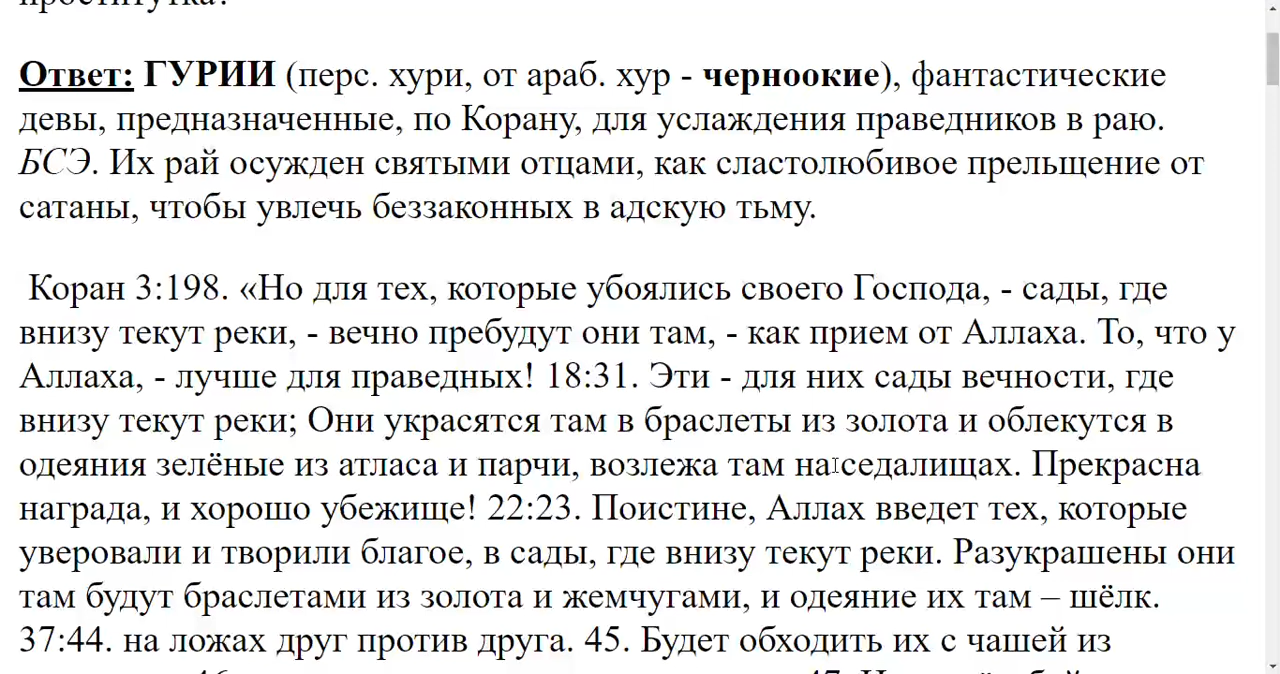 проститутка?
Ответ: ГУРИИ (перс. хури, от араб. хур - черноокие), фантастические
девы, предназначенные, по Корану, для услаждения праведников в раю.
БСЭ. Их рай осужден святыми отцами, как сластолюбивое прельщение от
сатаны, чтобы увлечь беззаконных в адскую тьму.
Коран 3:198. «Но для тех, которые убоялись своего Господа, - сады, где
внизу текут реки, - вечно пребудут они там, - как прием от Аллаха. То, что у
Аллаха, - лучше для праведных! 18:31. Эти - для них сады вечности, где
внизу текут реки; Они украсятся там в браслеты из золота и облекутся в
одеяния зелёные из атласа и парчи, возлежа там на седалищах. Прекрасна
награда, и хорошо убежище! 22:23. Поистине, Аллах введет тех, которые
уверовали и творили благое, в сады, где внизу текут реки. Разукрашены они
там будут браслетами из золота и жемчугами, и одеяние их там – шёлк.
37:44. на ложах друг против друга. 45. Будет обходить их с чашей из